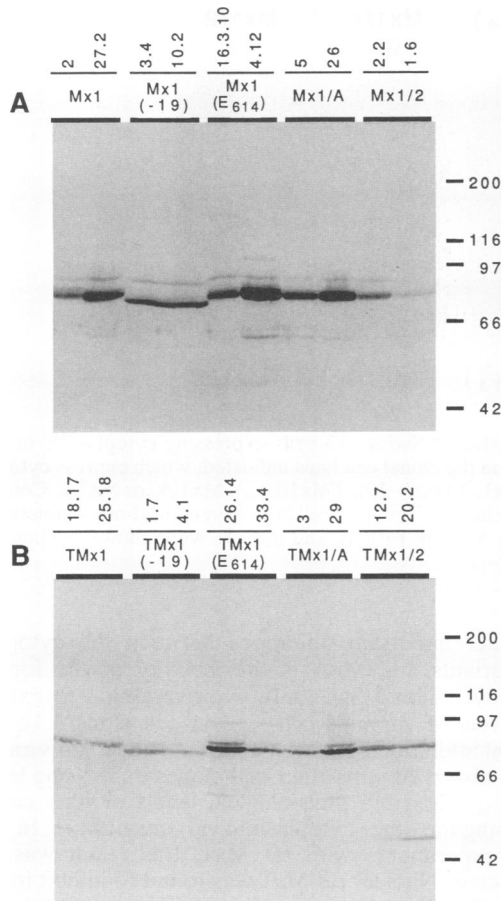 2 27.2 3.4 10.2 16.3.10 4.12 5 26 2.2 1.6
Mx1 Mx1 (-19) Mx1 (E614) Mx1/A Mx1/2
A
200
116
97
66
42
18.17 25.18 1.7 4.1 26.14 33.4 3 29 12.7 20.2
TMx1 TMx1 (-19) TMx1 (E614) TMx1/A TMx1/2
B
200
116
97
66
42